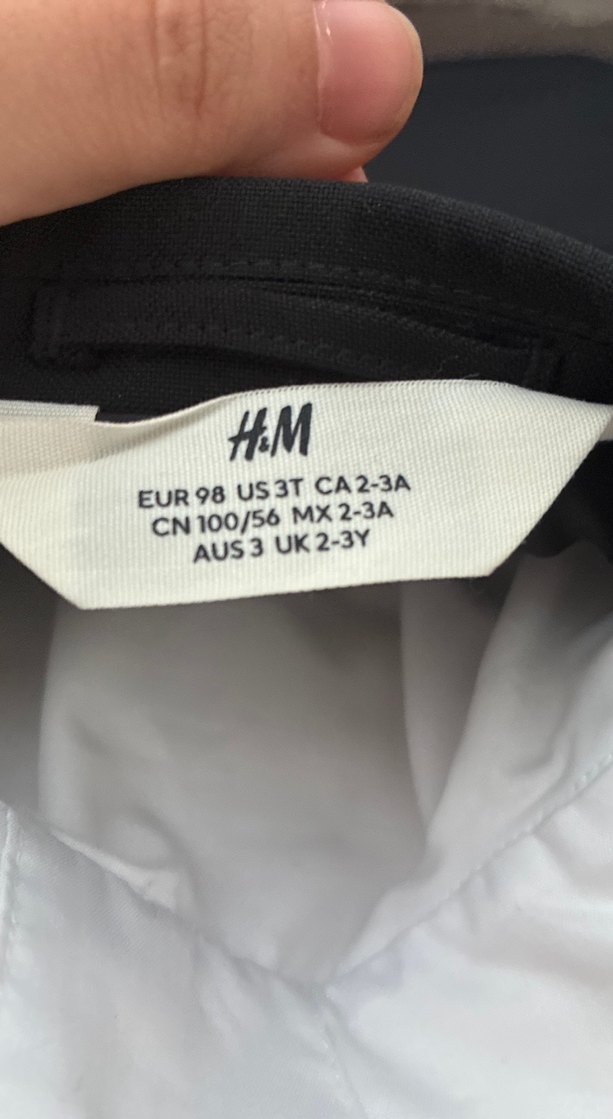 H&M
EUR 98 US 3T CA 2-3A
CN 100/56 MX 2-3A
AUS 3 UK 2-3Y